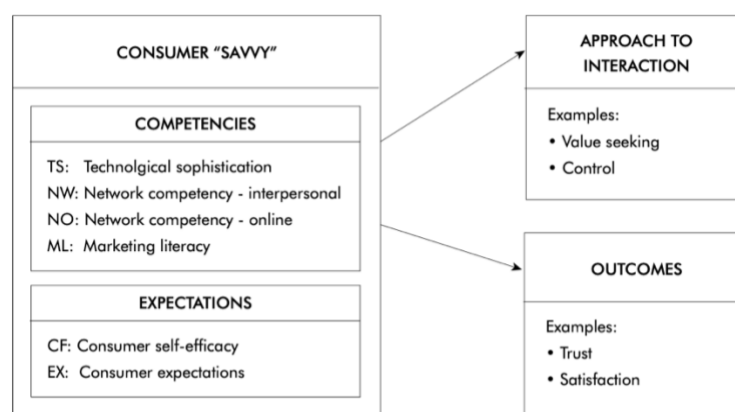 CONSUMER “SAVVY”
COMPETENCIES
TS: Technolgical sophistication
NW: Network competency - interpersonal
NO: Network competency - online
ML: Marketing literacy
EXPECTATIONS
CF: Consumer self-efficacy
EX: Consumer expectations
APPROACH TO
INTERACTION
Examples:
• Value seeking
• Control
OUTCOMES
Examples:
• Trust
• Satisfaction